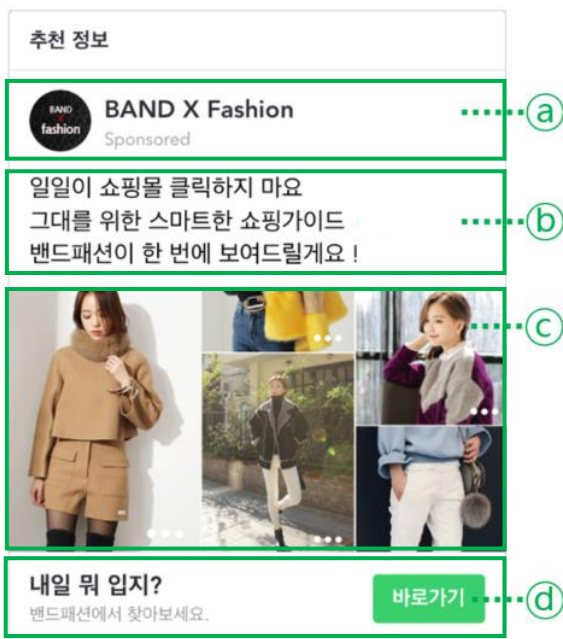 추천 정보
BAND
X
fashion
BAND X Fashion
Sponsored
ⓐ
일일이 쇼핑몰 클릭하지 마요
그대를 위한 스마트한 쇼핑가이드
밴드패션이 한 번에 보여드릴게요 !
ⓑ
ⓒ
내일 뭐 입지?
밴드패션에서 찾아보세요.
바로가기
ⓓ